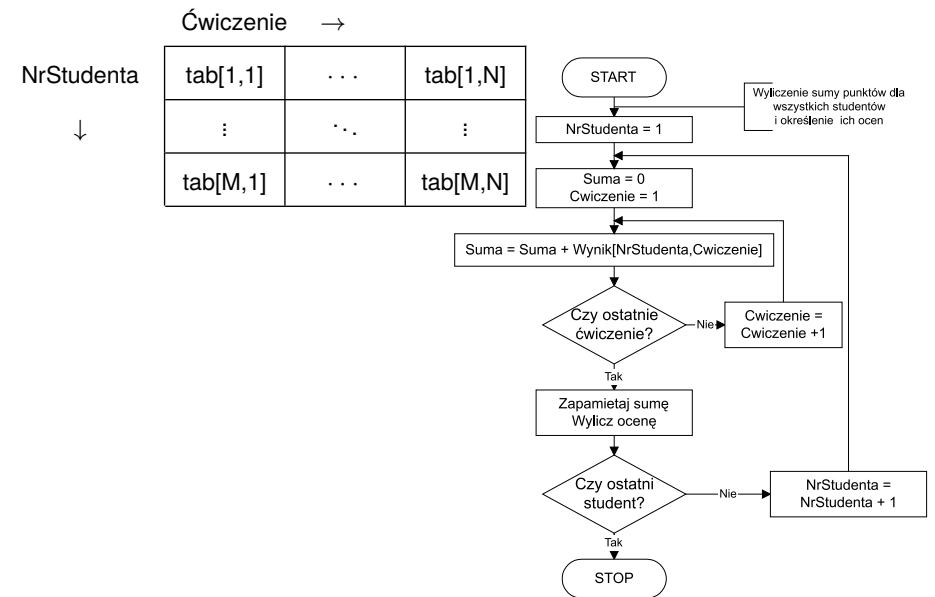 Ćwiczenie →
NrStudenta
↓
tab[1,1] · · · tab[1,N]
⋮ ⋱ ⋮
tab[M,1] · · · tab[M,N]
START
Wyliczenie sumy punktów dla
wszystkich studentów
i określenie ich ocen
NrStudenta = 1
Suma = 0
Cwiczenie = 1
Suma = Suma + Wynik[NrStudenta,Cwiczenie]
Czy ostatnie
ćwiczenie?
Nie
Cwiczenie =
Cwiczenie +1
Tak
Zapamietaj sumę
Wylicz ocenę
Czy ostatni
student?
Nie
NrStudenta =
NrStudenta + 1
Tak
STOP